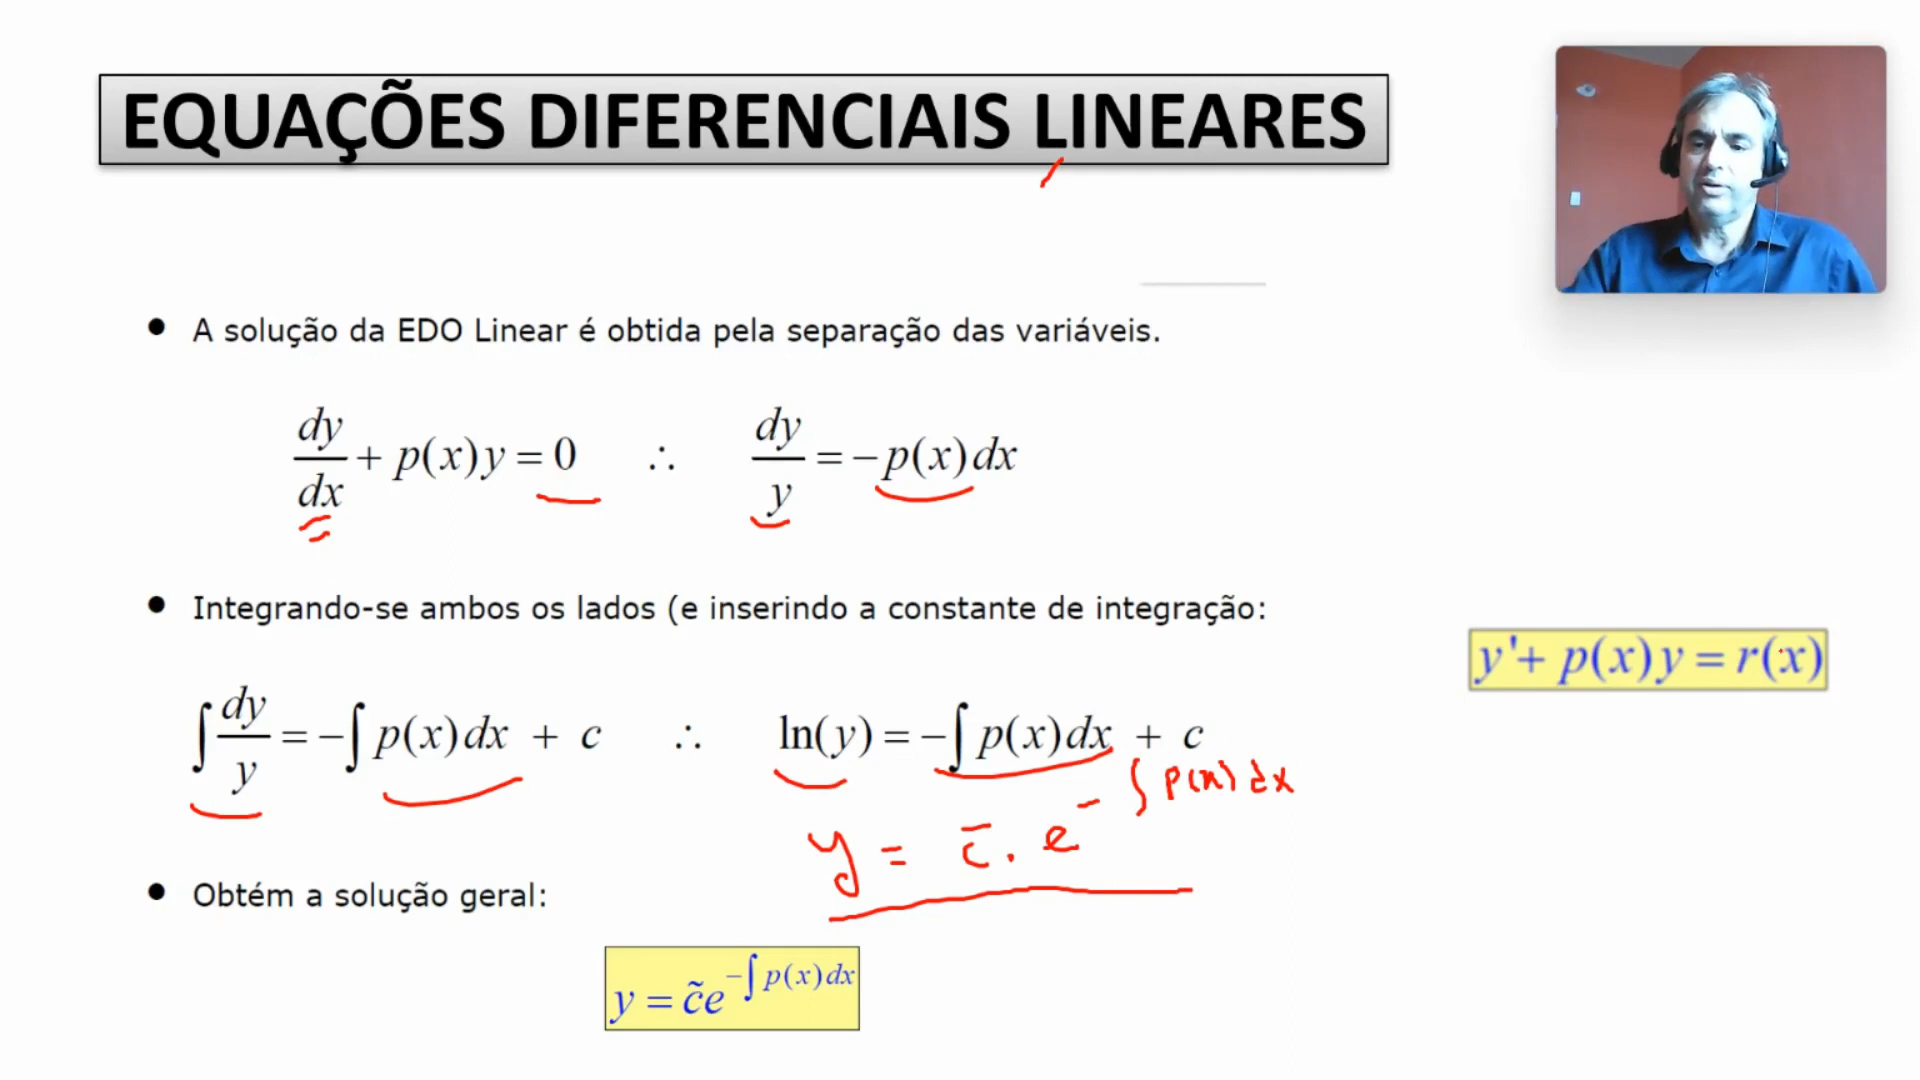 EQUAÇÕES DIFERENCIAIS LINEARES
• A solução da EDO Linear é obtida pela separação das variáveis.
dy/dx + p(x)y = 0 ∴ dy/y = −p(x)dx
• Integrando-se ambos os lados (e inserindo a constante de integração:
y'+ p(x)y = r(x)
∫dy/y = −∫p(x)dx + c ∴ ln(y) = −∫p(x)dx + c
y = c̄ . e^−∫p(x)dx
• Obtém a solução geral:
y = c̃e^−∫p(x)dx